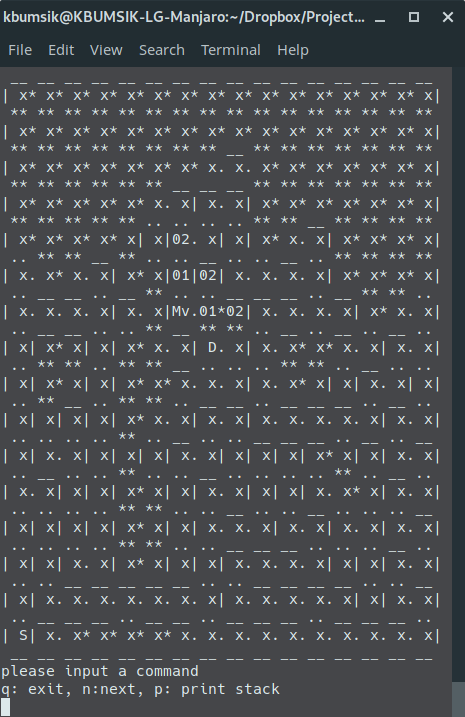 kbumsik@KBUMSIK-LG-Manjaro:~/Dropbox/Project...
File Edit View Search Terminal Help
 __ __ __ __ __ __ __ __ __ __ __ __ __ __ __ __
| x* x* x* x* x* x* x* x* x* x* x* x* x* x* x* x|
 ** ** ** ** ** ** ** ** ** ** ** ** ** ** ** **
| x* x* x* x* x* x* x* x* x* x* x* x* x* x* x* x|
 ** ** ** ** ** ** ** ** __ ** ** ** ** ** ** **
| x* x* x* x* x* x* x* x. x. x* x* x* x* x* x* x|
 ** ** ** ** ** ** __ __ __ ** ** ** ** ** ** **
| x* x* x* x* x* x. x| x. x| x* x* x* x* x* x* x|
 ** ** ** ** ** .. .. .. .. ** ** __ ** ** ** **
| x* x* x* x* x| x|02. x| x| x* x. x| x* x* x* x|
 .. ** ** __ ** .. .. __ .. .. __ .. ** ** ** **
| x. x* x. x| x* x|01|02| x. x. x. x| x* x* x* x|
 .. __ __ .. __ ** .. .. __ __ .. __ .. ** ** ..
| x. x. x. x| x. x|Mv.01*02| x. x. x. x| x* x. x|
 .. __ __ __ .. ** __ ** ** .. __ .. __ .. __ ..
| x| x* x| x| x* x. x| D. x| x. x* x* x. x| x. x|
 .. ** ** .. ** ** __ .. .. .. ** ** .. __ .. ..
| x| x* x| x| x* x* x. x. x| x. x* x| x| x. x| x|
 .. ** __ .. ** ** .. .. __ .. __ .. __ __ .. ..
| x| x| x| x| x* x. x. x| x. x. x. x. x. x| x. x|
 .. .. .. .. ** .. __ .. .. __ __ __ .. __ .. __
| x| x. x| x| x| x| x. x| x| x| x| x* x| x. x. x|
 .. __ .. .. ** .. .. __ .. .. .. .. ** .. __ ..
| x. x| x| x| x* x| x| x. x| x| x| x. x* x. x. x|
 .. .. .. .. ** ** .. .. __ .. __ __ .. .. .. __
| x| x| x| x| x* x| x| x. x. x| x. x| x. x| x. x|
 .. .. .. .. ** ** .. .. __ __ __ .. .. .. __ ..
| x| x| x. x| x* x| x| x. x. x. x. x| x| x. x. x|
 .. .. __ __ __ __ __ .. .. __ __ __ __ .. .. ..
| x| x. x. x. x. x. x. x| x. x. x. x. x| x| x. x|
 .. __ __ __ .. .. __ __ .. __ __ .. __ __ .. ..
| S| x. x* x* x* x* x. x. x. x. x. x. x. x. x. x|
 __ __ __ __ __ __ __ __ __ __ __ __ __ __ __ __
please input a command
q: exit, n:next, p: print stack